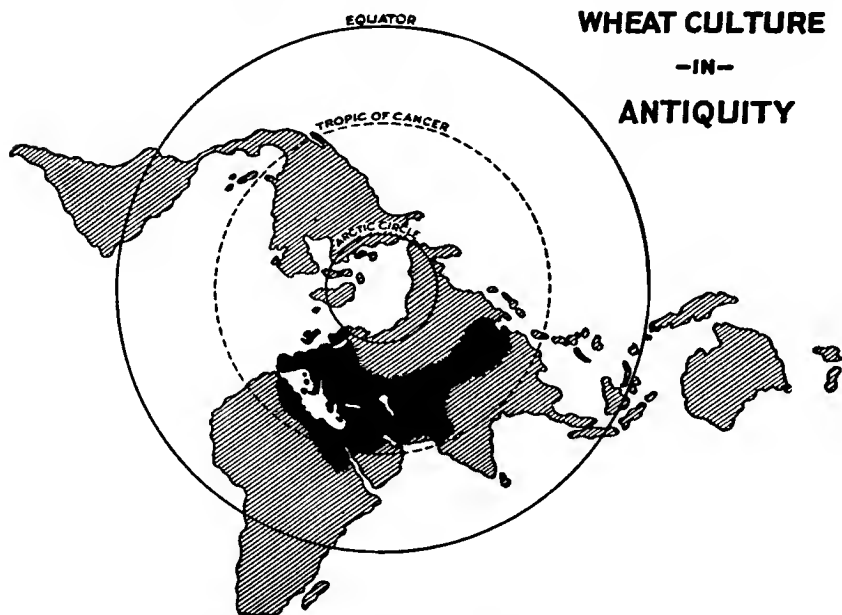 WHEAT CULTURE
-IN-
ANTIQUITY
EQUATOR
TROPIC OF CANCER
ARCTIC CIRCLE